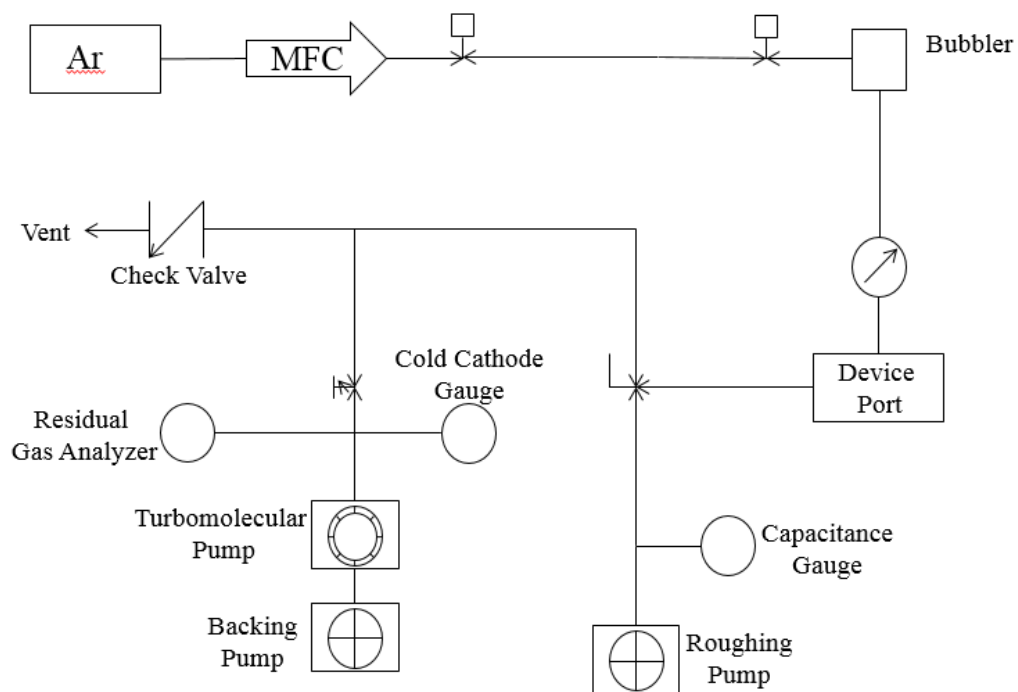 Ar
MFC
Bubbler
Vent
Check Valve
Cold Cathode
Gauge
Device
Port
Residual
Gas Analyzer
Turbomolecular
Pump
Capacitance
Gauge
Backing
Pump
Roughing
Pump